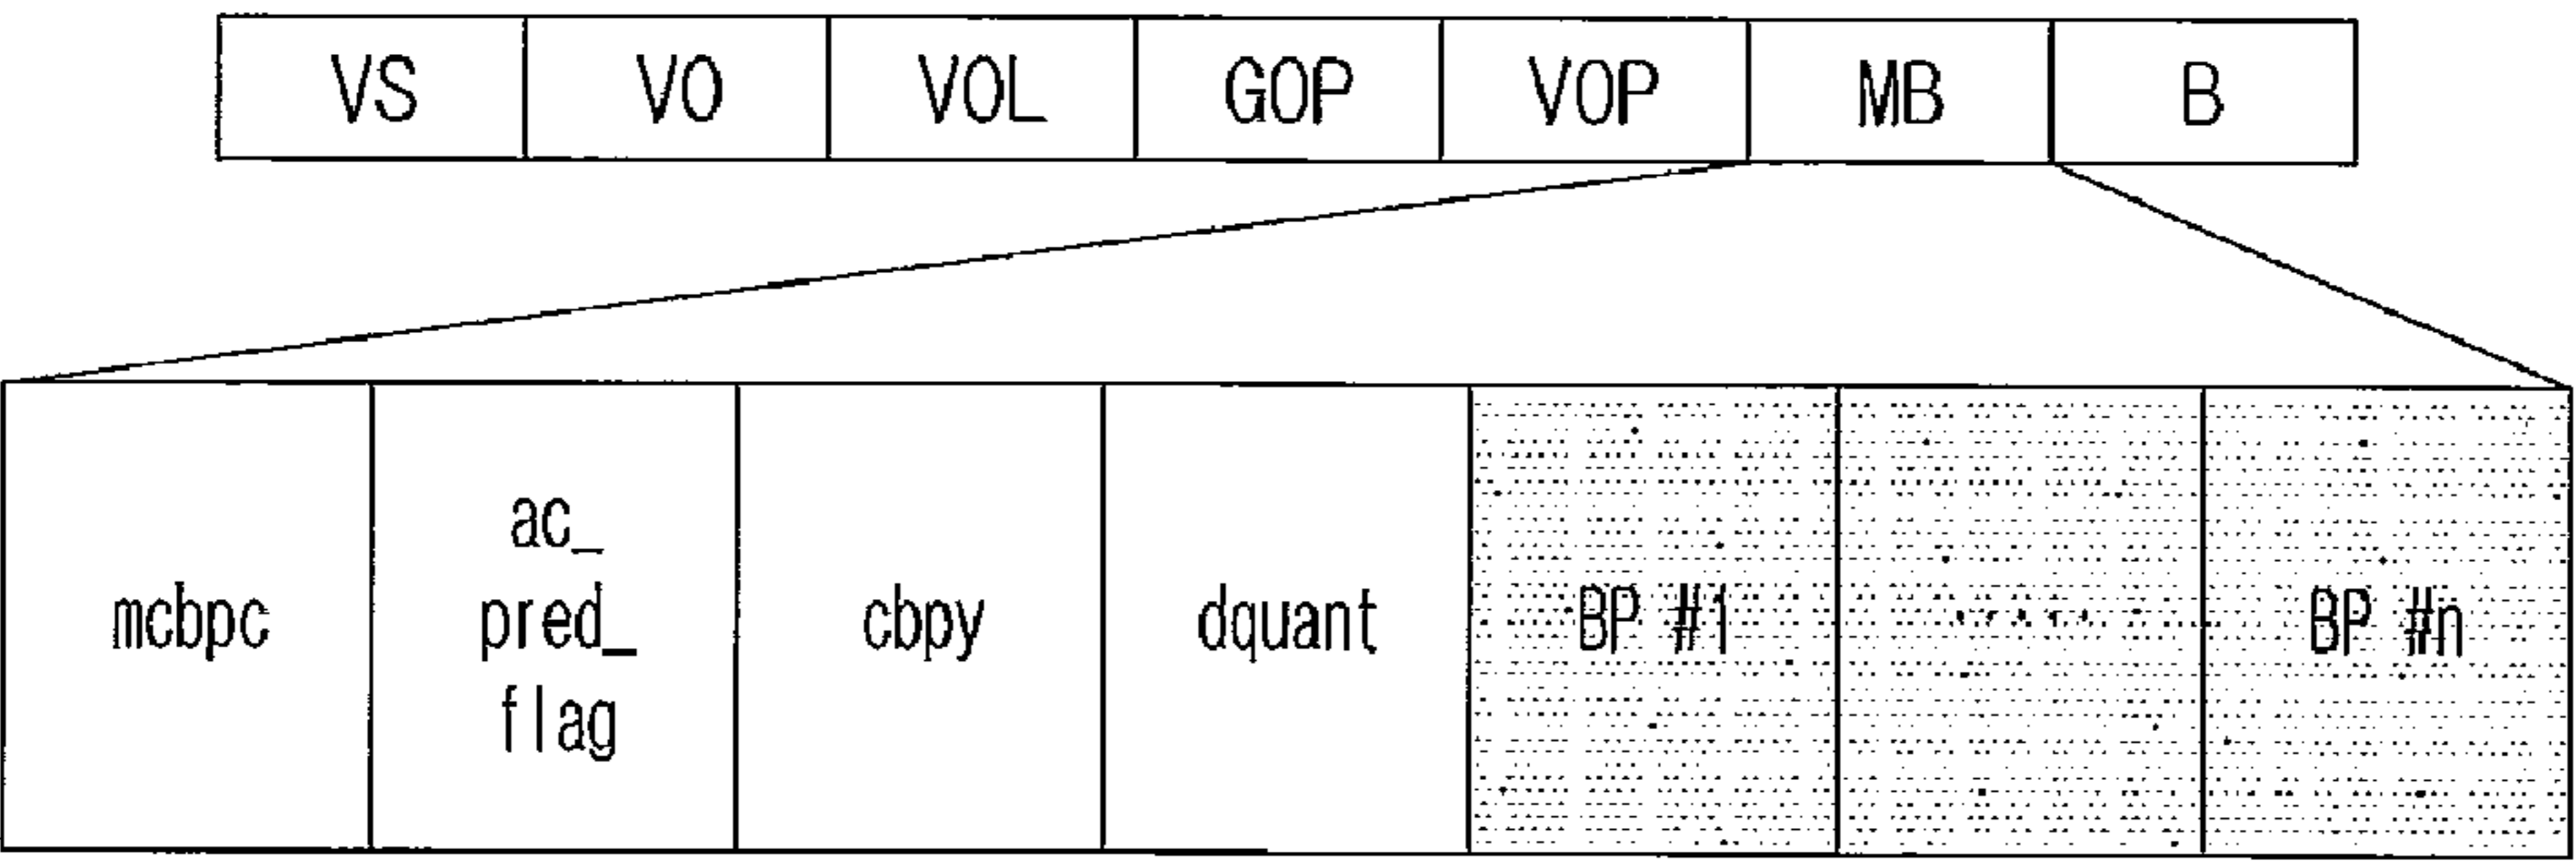 VS VO VOL GOP VOP MB B
mcbpc ac_ pred_ flag cbpy dquant BP #1 ····· BP #n